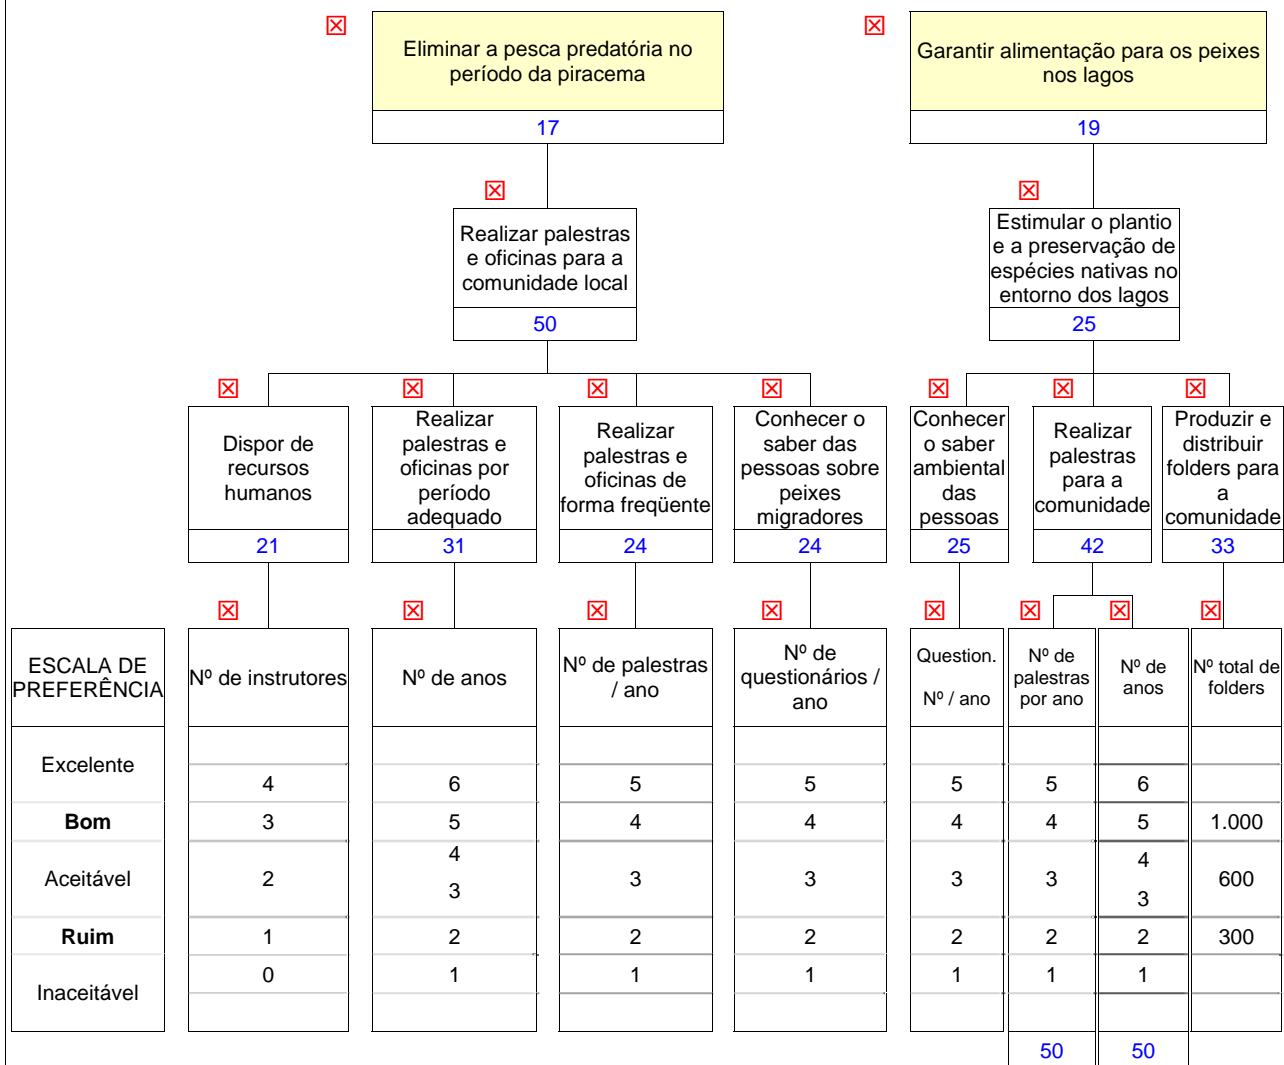 Eliminar a pesca predatória no
período da piracema
17
Garantir alimentação para os peixes
nos lagos
19
Realizar palestras
e oficinas para a
comunidade local
50
Estimular o plantio
e a preservação de
espécies nativas no
entorno dos lagos
25
Dispor de
recursos
humanos
21
Realizar
palestras e
oficinas por
período
adequado
31
Realizar
palestras e
oficinas de
forma freqüente
24
Conhecer o
saber das
pessoas sobre
peixes
migradores
24
Conhecer
o saber
ambiental
das
pessoas
25
Realizar
palestras
para a
comunidade
42
Produzir e
distribuir
folders para
a
comunidade
33
ESCALA DE
PREFERÊNCIA
Nº de instrutores
Nº de anos
Nº de palestras
/ ano
Nº de
questionários /
ano
Question.
Nº / ano
Nº de
palestras
por ano
Nº de
anos
Nº total de
folders
Excelente
4 6 5 5 5 5 6
Bom 3 5 4 4 4 4 5 1.000
Aceitável 2 4 3 3 3 3 3 4 3 600
Ruim 1 2 2 2 2 2 2 300
Inaceitável 0 1 1 1 1 1 1
50 50